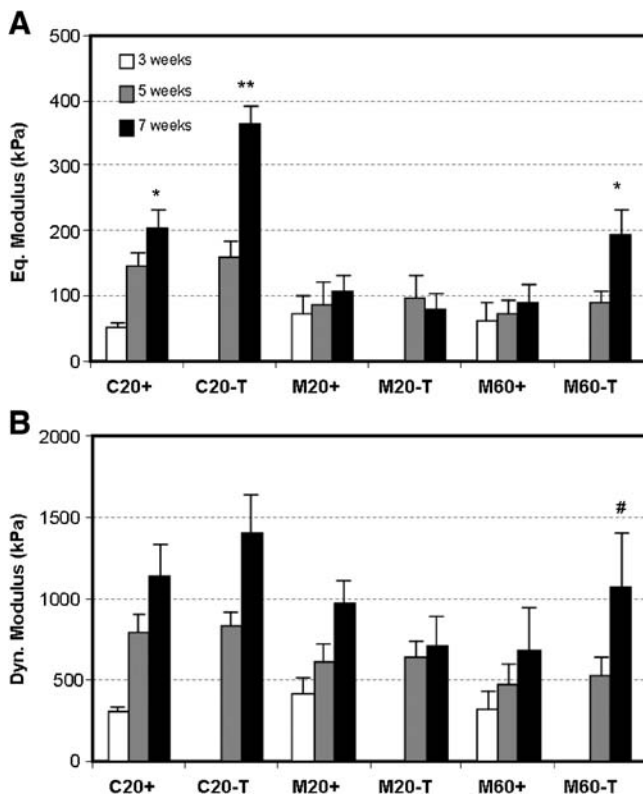 A
500
400
300
200
100
0
Eq. Modulus (kPa)
3 weeks
5 weeks
7 weeks
*
**
*
C20+ C20-T M20+ M20-T M60+ M60-T
B
2000
1500
1000
500
0
Dyn. Modulus (kPa)
#
C20+ C20-T M20+ M20-T M60+ M60-T